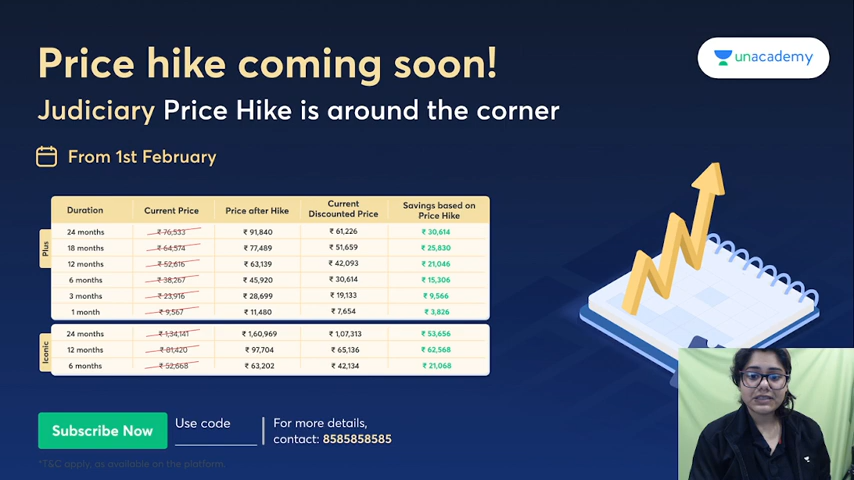 Price hike coming soon!
unacademy
Judiciary Price Hike is around the corner
From 1st February
Duration Current Price Price after Hike Current Discounted Price Savings based on Price Hike
Plus
24 months ₹ 76,533 ₹ 91,840 ₹ 61,226 ₹ 30,614
18 months ₹ 64,574 ₹ 77,489 ₹ 51,659 ₹ 25,830
12 months ₹ 52,616 ₹ 63,139 ₹ 42,093 ₹ 21,046
6 months ₹ 38,267 ₹ 45,920 ₹ 30,614 ₹ 15,306
3 months ₹ 23,916 ₹ 28,699 ₹ 19,133 ₹ 9,566
1 month ₹ 9,567 ₹ 11,480 ₹ 7,654 ₹ 3,826
Iconic
24 months ₹ 1,34,141 ₹ 1,60,969 ₹ 1,07,313 ₹ 53,656
12 months ₹ 81,420 ₹ 97,704 ₹ 65,136 ₹ 62,568
6 months ₹ 52,668 ₹ 63,202 ₹ 42,134 ₹ 21,068
Subscribe Now
Use code
For more details,
contact: 8585858585
*T&C apply, as available on the platform.